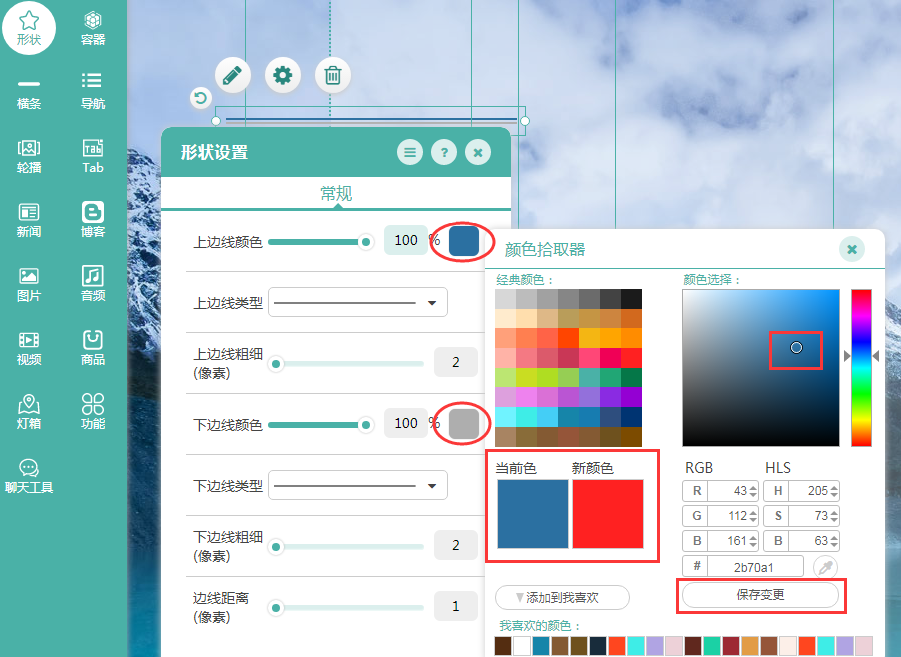 形状
容器
横条
导航
轮播
Tab
Tab
新闻
博客
图片
音频
视频
商品
灯箱
功能
聊天工具
形状设置
?
常规
上边线颜色
100
%
上边线类型
上边线粗细
(像素)
2
下边线颜色
100
%
下边线类型
下边线粗细
(像素)
2
边线距离
(像素)
1
颜色拾取器
经典颜色：
颜色选择：
当前色
新颜色
RGB
HLS
R 43
H 205
G 112
S 73
B 161
B 63
# 2b70a1
添加到我喜欢
保存变更
我喜欢的颜色：